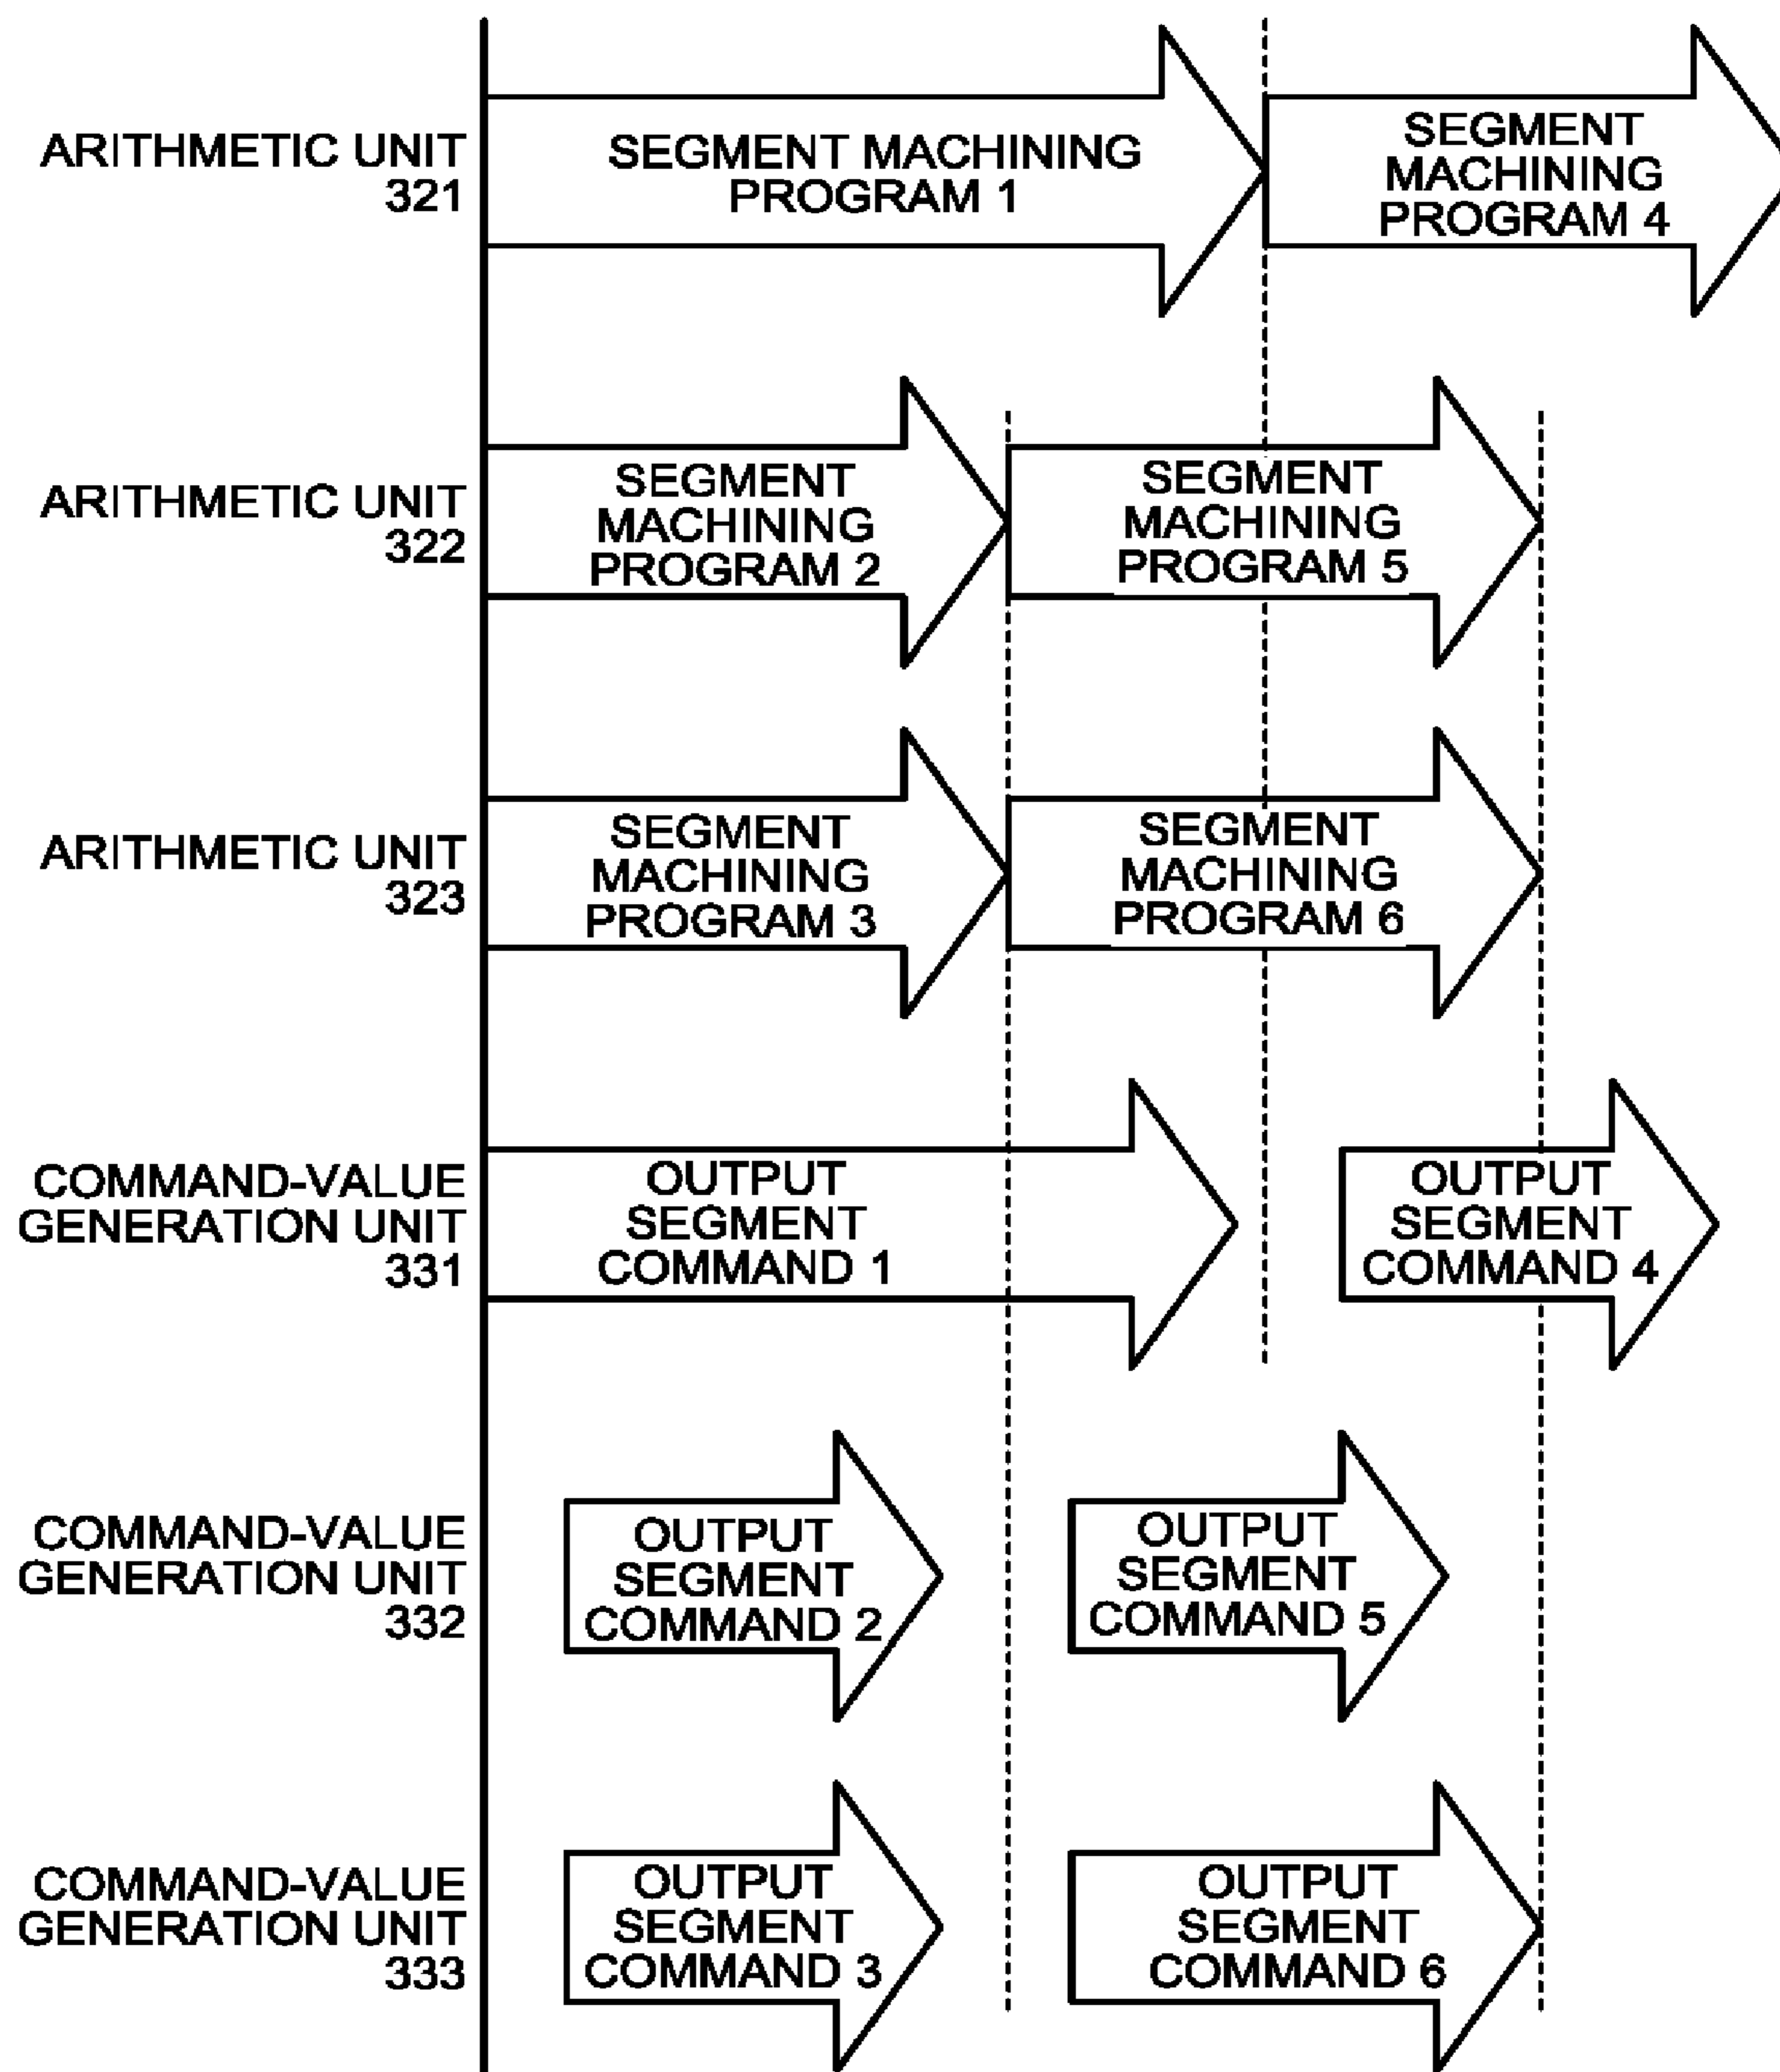 ARITHMETIC UNIT
321
SEGMENT MACHINING
PROGRAM 1
SEGMENT
MACHINING
PROGRAM 4
ARITHMETIC UNIT
322
SEGMENT
MACHINING
PROGRAM 2
SEGMENT
MACHINING
PROGRAM 5
ARITHMETIC UNIT
323
SEGMENT
MACHINING
PROGRAM 3
SEGMENT
MACHINING
PROGRAM 6
COMMAND-VALUE
GENERATION UNIT
331
OUTPUT
SEGMENT
COMMAND 1
OUTPUT
SEGMENT
COMMAND 4
COMMAND-VALUE
GENERATION UNIT
332
OUTPUT
SEGMENT
COMMAND 2
OUTPUT
SEGMENT
COMMAND 5
COMMAND-VALUE
GENERATION UNIT
333
OUTPUT
SEGMENT
COMMAND 3
OUTPUT
SEGMENT
COMMAND 6